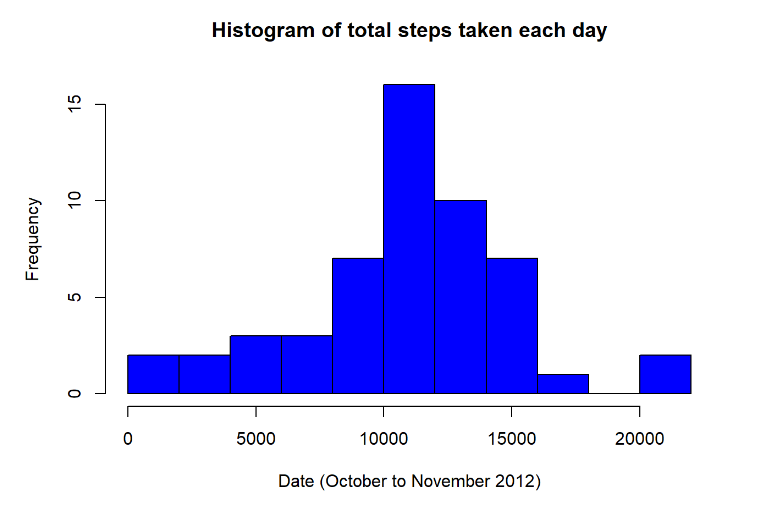 Histogram of total steps taken each day
Frequency
15
10
5
0
0 5000 10000 15000 20000
Date (October to November 2012)